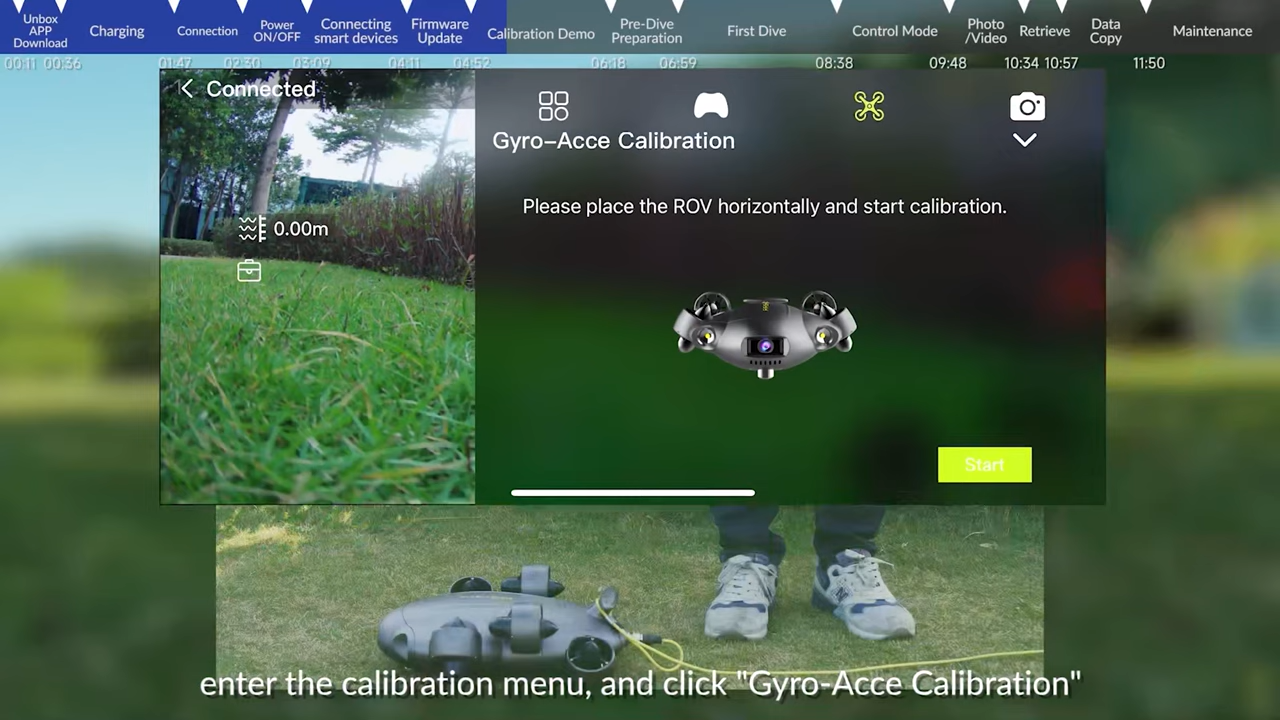 Unbox
APP
Download
Charging
Connection
Power
ON/OFF
Connecting
smart devices
Firmware
Update
Calibration Demo
Pre-Dive
Preparation
First Dive
Control Mode
Photo
/Video
Retrieve
Data
Copy
Maintenance
00:11 00:36 01:47 02:30 03:09 04:11 04:52 06:18 06:59 08:38 09:48 10:34 10:57 11:50
Connected
Gyro-Acce Calibration
Please place the ROV horizontally and start calibration.
0.00m
Start
enter the calibration menu, and click "Gyro-Acce Calibration"